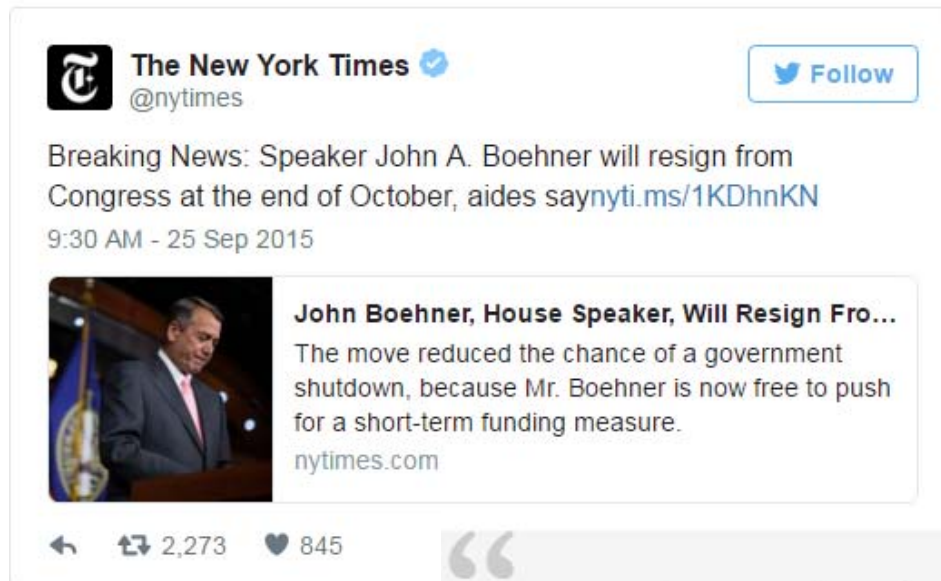 The New York Times
@nytimes
Follow
Breaking News: Speaker John A. Boehner will resign from
Congress at the end of October, aides saynyti.ms/1KDhnKN
9:30 AM - 25 Sep 2015
John Boehner, House Speaker, Will Resign Fro...
The move reduced the chance of a government
shutdown, because Mr. Boehner is now free to push
for a short-term funding measure.
nytimes.com
2,273 845
“